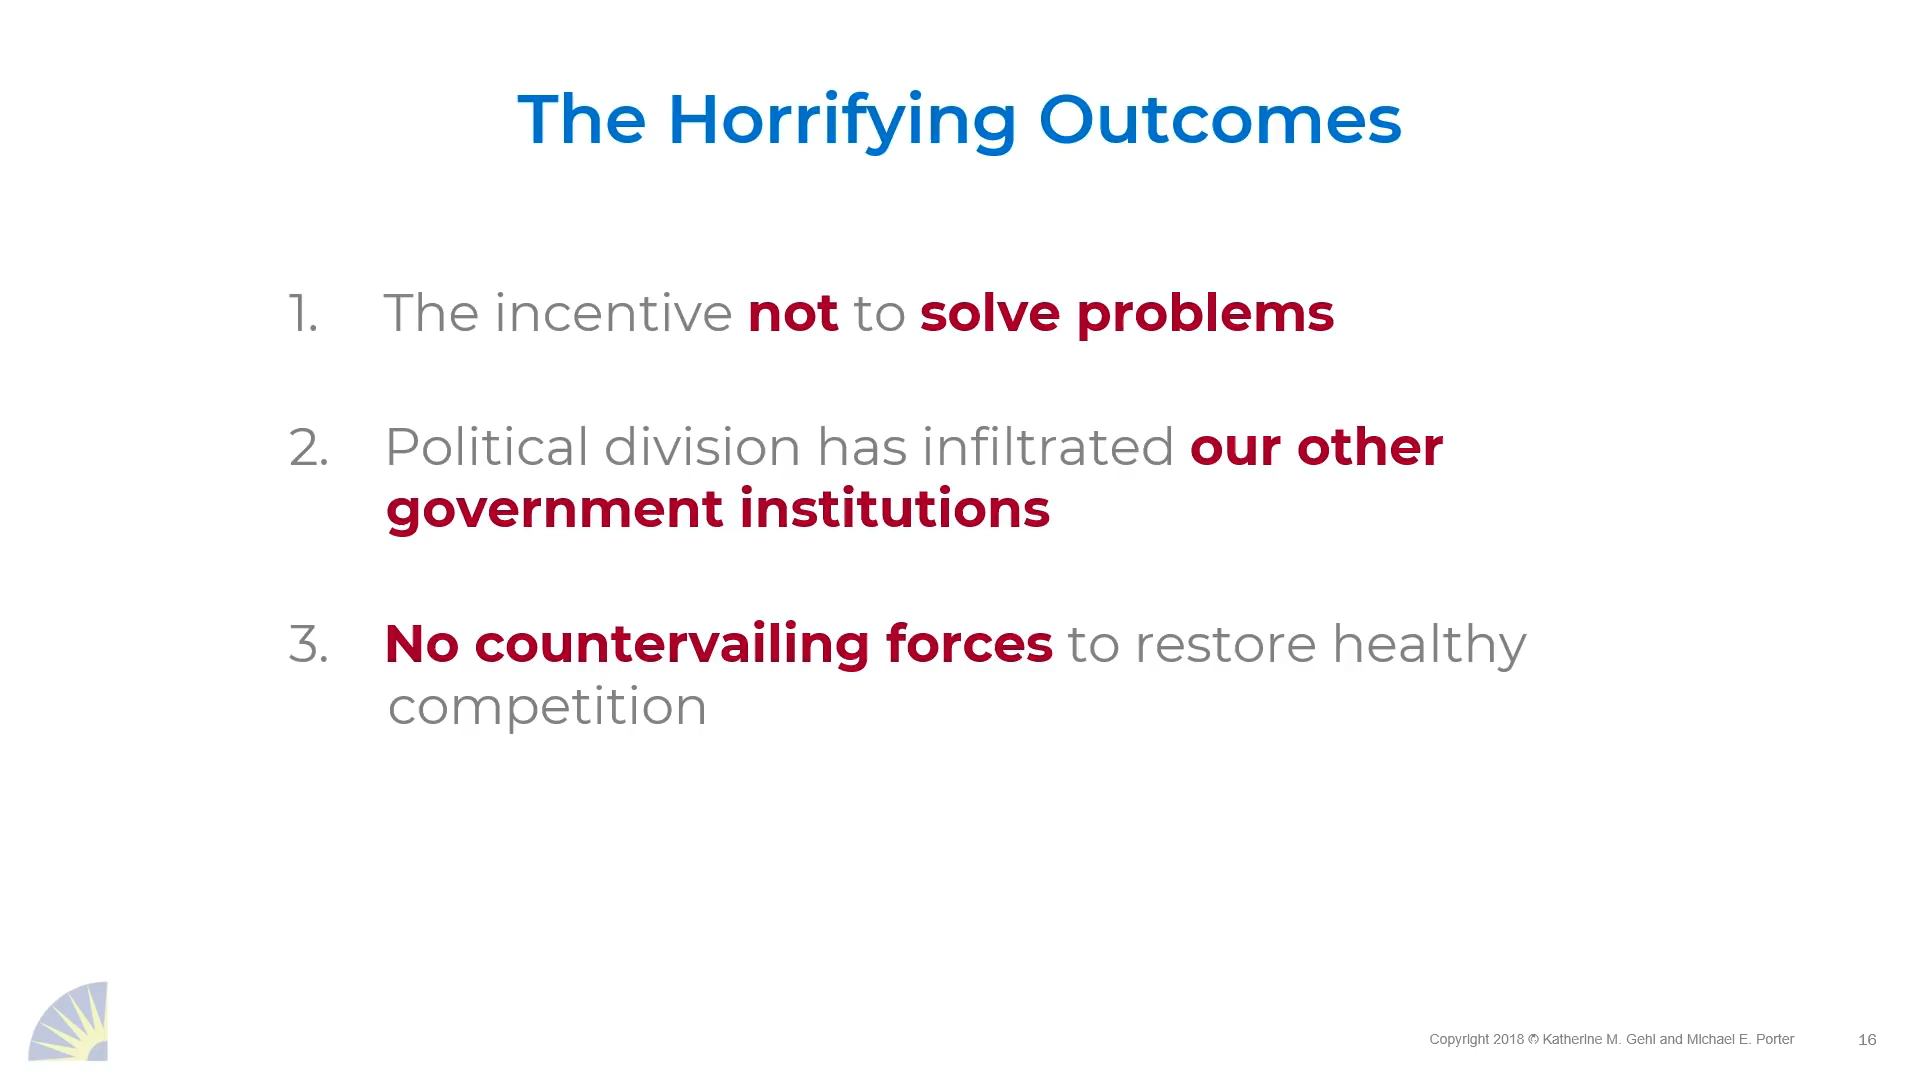 The Horrifying Outcomes
1. The incentive not to solve problems
2. Political division has infiltrated our other
government institutions
3. No countervailing forces to restore healthy
competition
Copyright 2018 © Katherine M. Gehl and Michael E. Porter 16